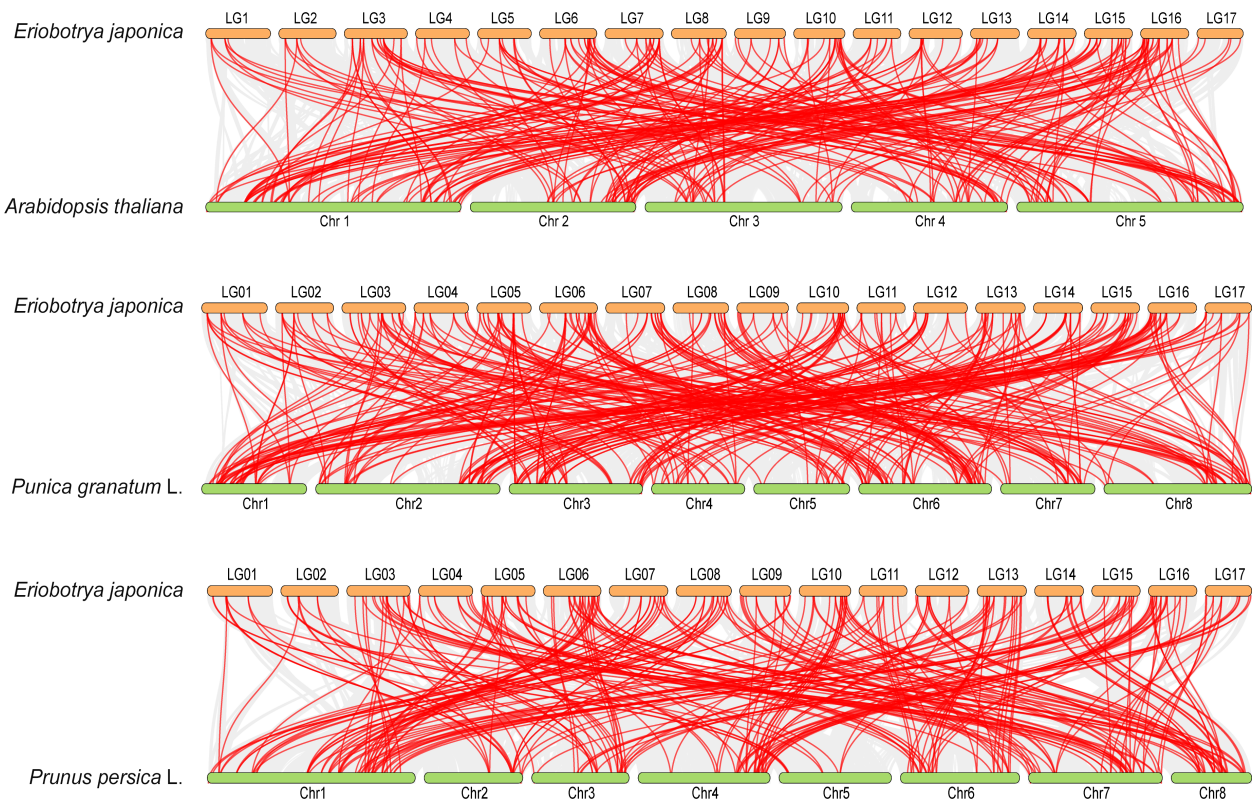 LG1 LG2 LG3 LG4 LG5 LG6 LG7 LG8 LG9 LG10 LG11 LG12 LG13 LG14 LG15 LG16 LG17
Eriobotrya japonica
Arabidopsis thaliana
Chr 1 Chr 2 Chr 3 Chr 4 Chr 5
LG01 LG02 LG03 LG04 LG05 LG06 LG07 LG08 LG09 LG10 LG11 LG12 LG13 LG14 LG15 LG16 LG17
Eriobotrya japonica
Punica granatum L.
Chr1 Chr2 Chr3 Chr4 Chr5 Chr6 Chr7 Chr8
LG01 LG02 LG03 LG04 LG05 LG06 LG07 LG08 LG09 LG10 LG11 LG12 LG13 LG14 LG15 LG16 LG17
Eriobotrya japonica
Prunus persica L.
Chr1 Chr2 Chr3 Chr4 Chr5 Chr6 Chr7 Chr8